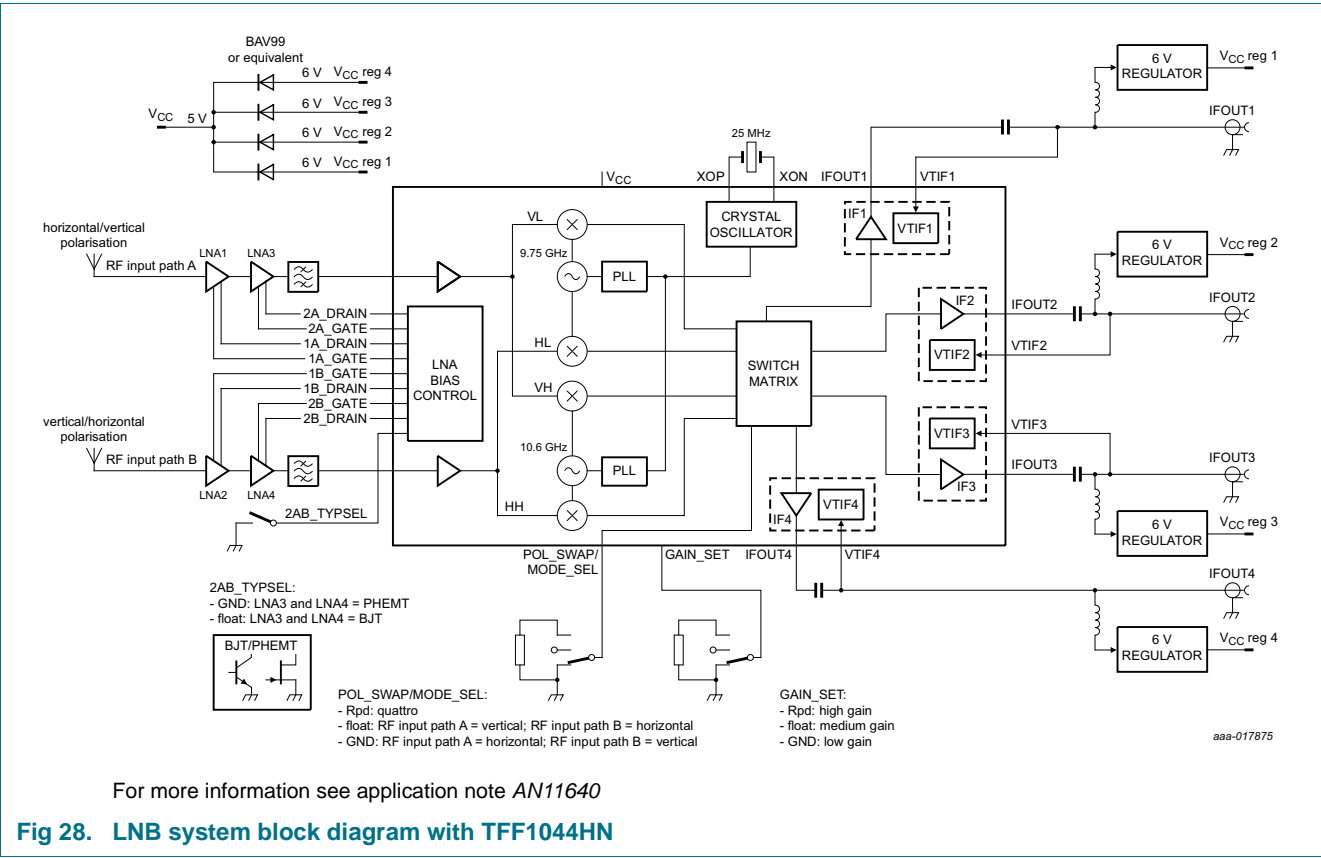 BAV99
or equivalent
6 V VCC reg 4
6 V VCC reg 3
VCC 5 V
6 V VCC reg 2
6 V VCC reg 1
6 V
REGULATOR
VCC reg 1
IFOUT1
25 MHz
VCC
XOP
XON
IFOUT1
VTIF1
CRYSTAL
OSCILLATOR
IF1
VTIF1
horizontal/vertical
polarisation
RF input path A
LNA1
LNA3
VL
9.75 GHz
PLL
6 V
REGULATOR
VCC reg 2
IFOUT2
IF2
IFOUT2
VTIF2
VTIF2
2A_DRAIN
2A_GATE
1A_DRAIN
1A_GATE
1B_GATE
1B_DRAIN
2B_GATE
2B_DRAIN
LNA
BIAS
CONTROL
HL
VH
SWITCH
MATRIX
vertical/horizontal
polarisation
RF input path B
LNA2
LNA4
10.6 GHz
PLL
HH
VTIF3
VTIF3
IF3
IFOUT3
IFOUT3
6 V
REGULATOR
VCC reg 3
IF4
VTIF4
2AB_TYPSEL
POL_SWAP/
MODE_SEL
GAIN_SET
IFOUT4
VTIF4
IFOUT4
6 V
REGULATOR
VCC reg 4
2AB_TYPSEL:
- GND: LNA3 and LNA4 = PHEMT
- float: LNA3 and LNA4 = BJT
BJT/PHEMT
POL_SWAP/MODE_SEL:
- Rpd: quattro
- float: RF input path A = vertical; RF input path B = horizontal
- GND: RF input path A = horizontal; RF input path B = vertical
GAIN_SET:
- Rpd: high gain
- float: medium gain
- GND: low gain
aaa-017875
For more information see application note AN11640
Fig 28. LNB system block diagram with TFF1044HN